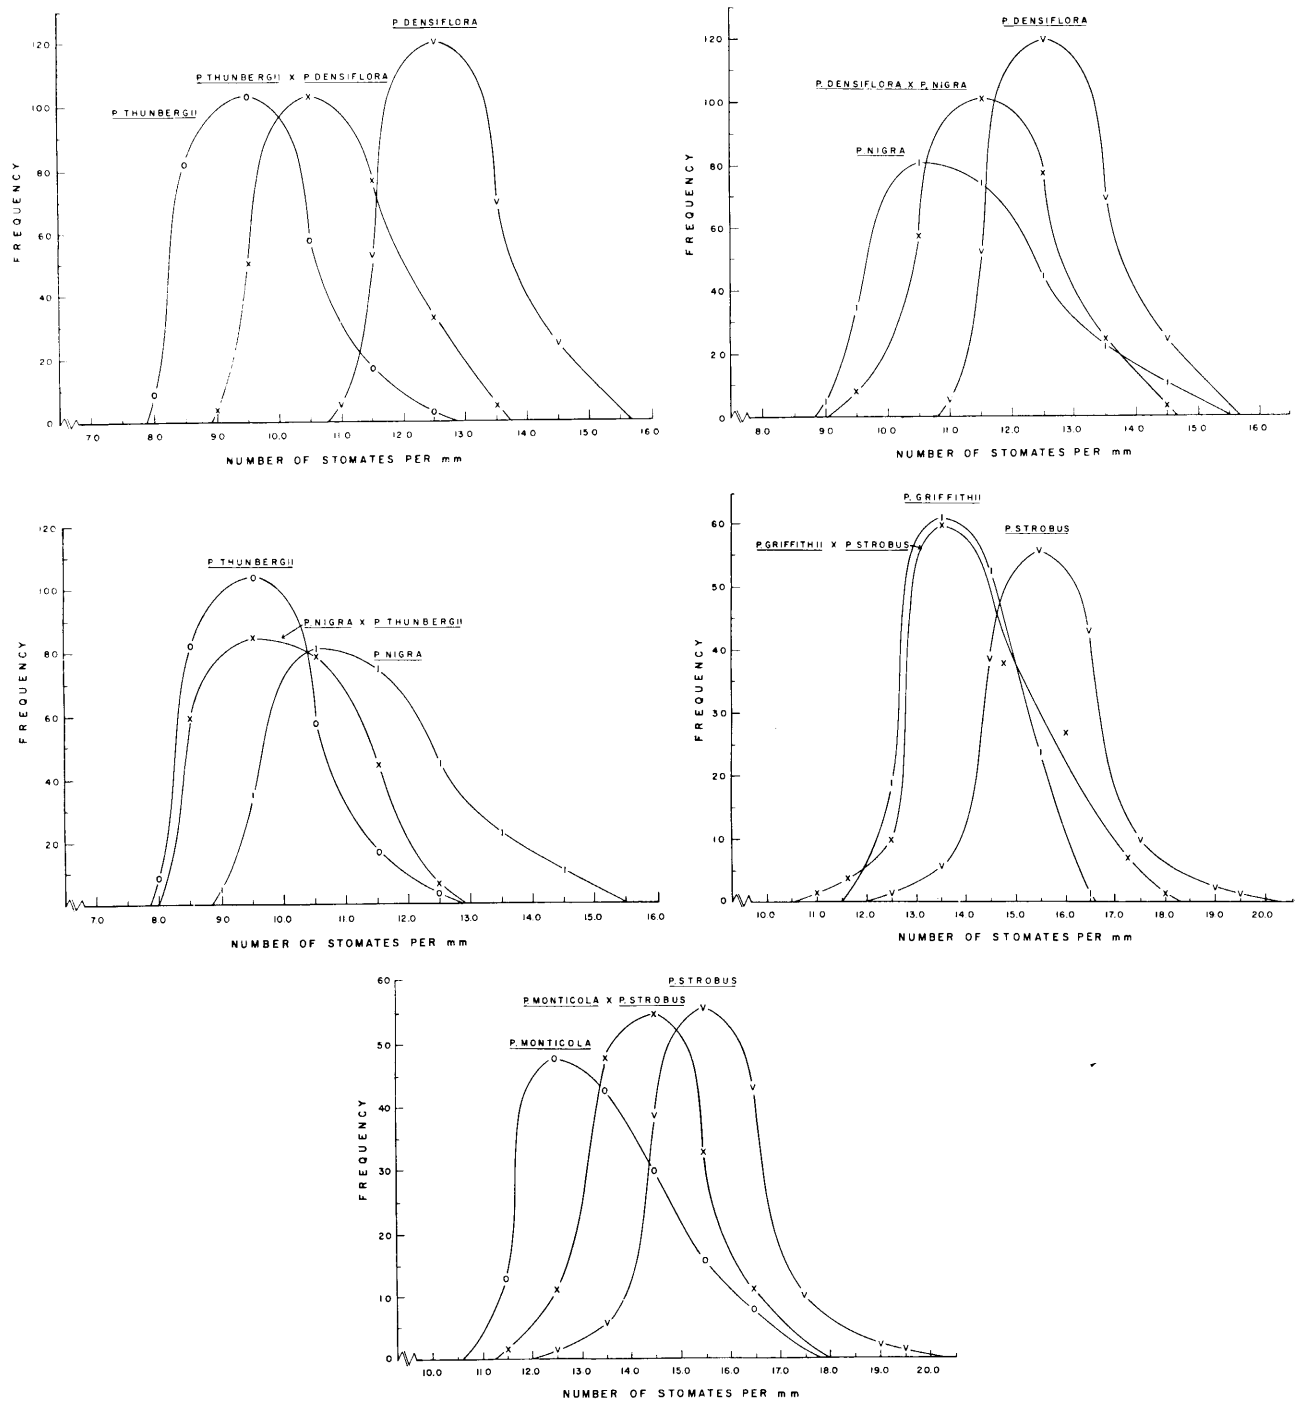 P. DENSIFLORA
P. THUNBERGII X P. DENSIFLORA
P. THUNBERGII
FREQUENCY
120
100
80
60
40
20
0
7.0 8.0 9.0 10.0 11.0 12.0 13.0 14.0 15.0 16.0
NUMBER OF STOMATES PER mm
P. DENSIFLORA
P. DENSIFLORA X P. NIGRA
P. NIGRA
FREQUENCY
120
100
80
60
40
20
0
8.0 9.0 10.0 11.0 12.0 13.0 14.0 15.0 16.0
NUMBER OF STOMATES PER mm
P. THUNBERGII
P. NIGRA X P. THUNBERGII
P. NIGRA
FREQUENCY
120
100
80
60
40
20
7.0 8.0 9.0 10.0 11.0 12.0 13.0 14.0 15.0 16.0
NUMBER OF STOMATES PER mm
P. GRIFFITHII
P. GRIFFITHII X P. STROBUS
P. STROBUS
FREQUENCY
60
50
40
30
20
10
0
10.0 11.0 12.0 13.0 14.0 15.0 16.0 17.0 18.0 19.0 20.0
NUMBER OF STOMATES PER mm
P. STROBUS
P. MONTICOLA X P. STROBUS
P. MONTICOLA
FREQUENCY
60
50
40
30
20
10
0
10.0 11.0 12.0 13.0 14.0 15.0 16.0 17.0 18.0 19.0 20.0
NUMBER OF STOMATES PER mm